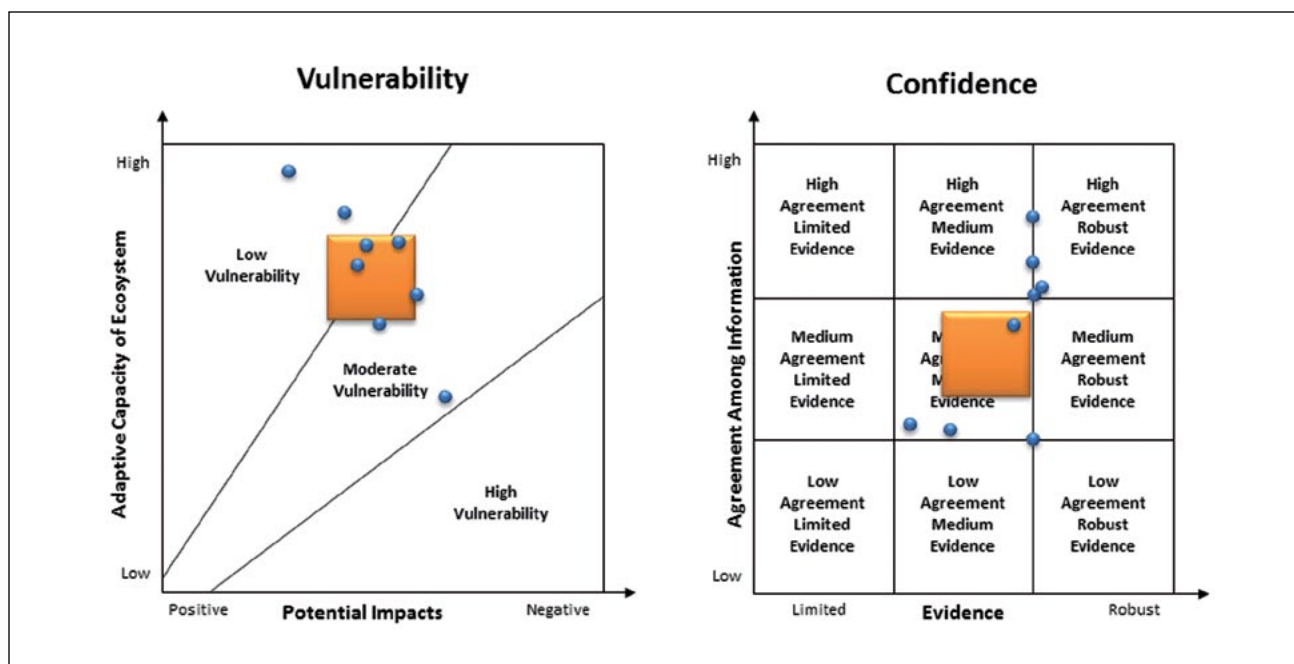 Vulnerability
High
Adaptive Capacity of Ecosystem
Low
Low
Vulnerability
Moderate
Vulnerability
High
Vulnerability
Positive
Potential Impacts
Negative
Confidence
High
Agreement Among Information
Low
High
Agreement
Limited
Evidence
High
Agreement
Medium
Evidence
High
Agreement
Robust
Evidence
Medium
Agreement
Limited
Evidence
Evidence
Medium
Agreement
Robust
Evidence
Low
Agreement
Limited
Evidence
Low
Agreement
Medium
Evidence
Low
Agreement
Robust
Evidence
Limited
Evidence
Robust